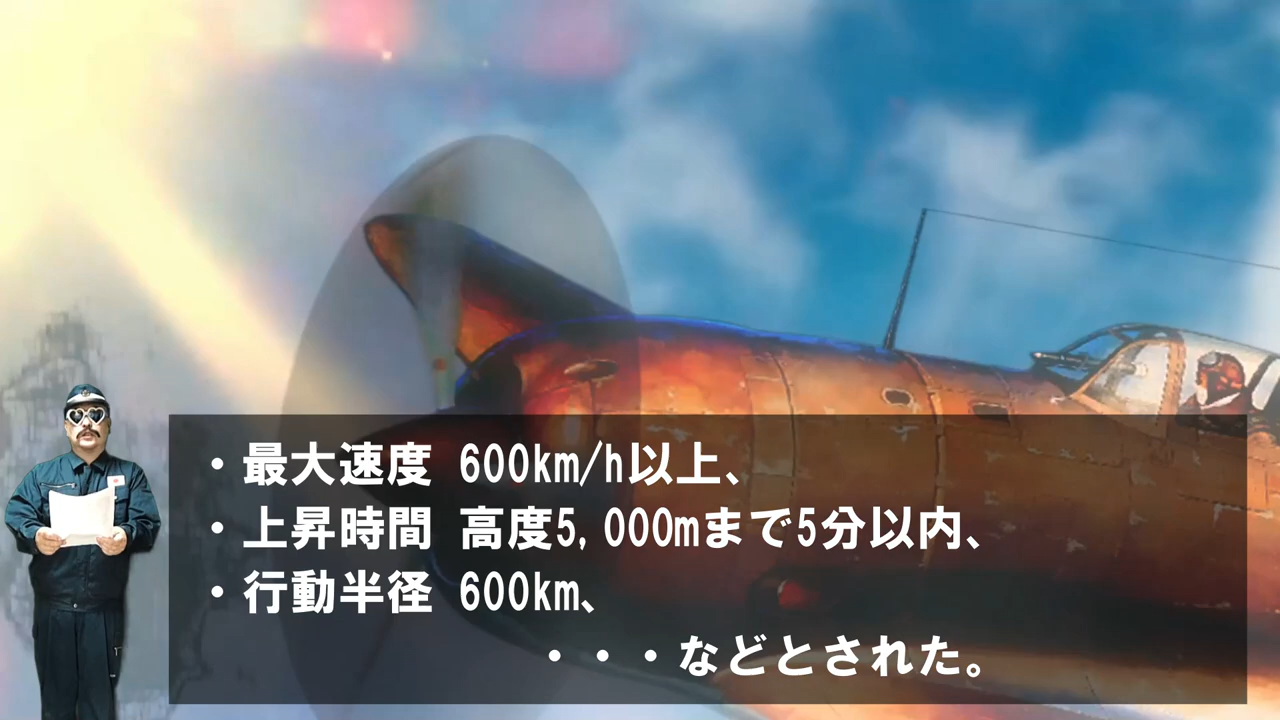 ・最大速度 600km/h以上、
・上昇時間 高度5,000mまで5分以内、
・行動半径 600km、
・・・などとされた。